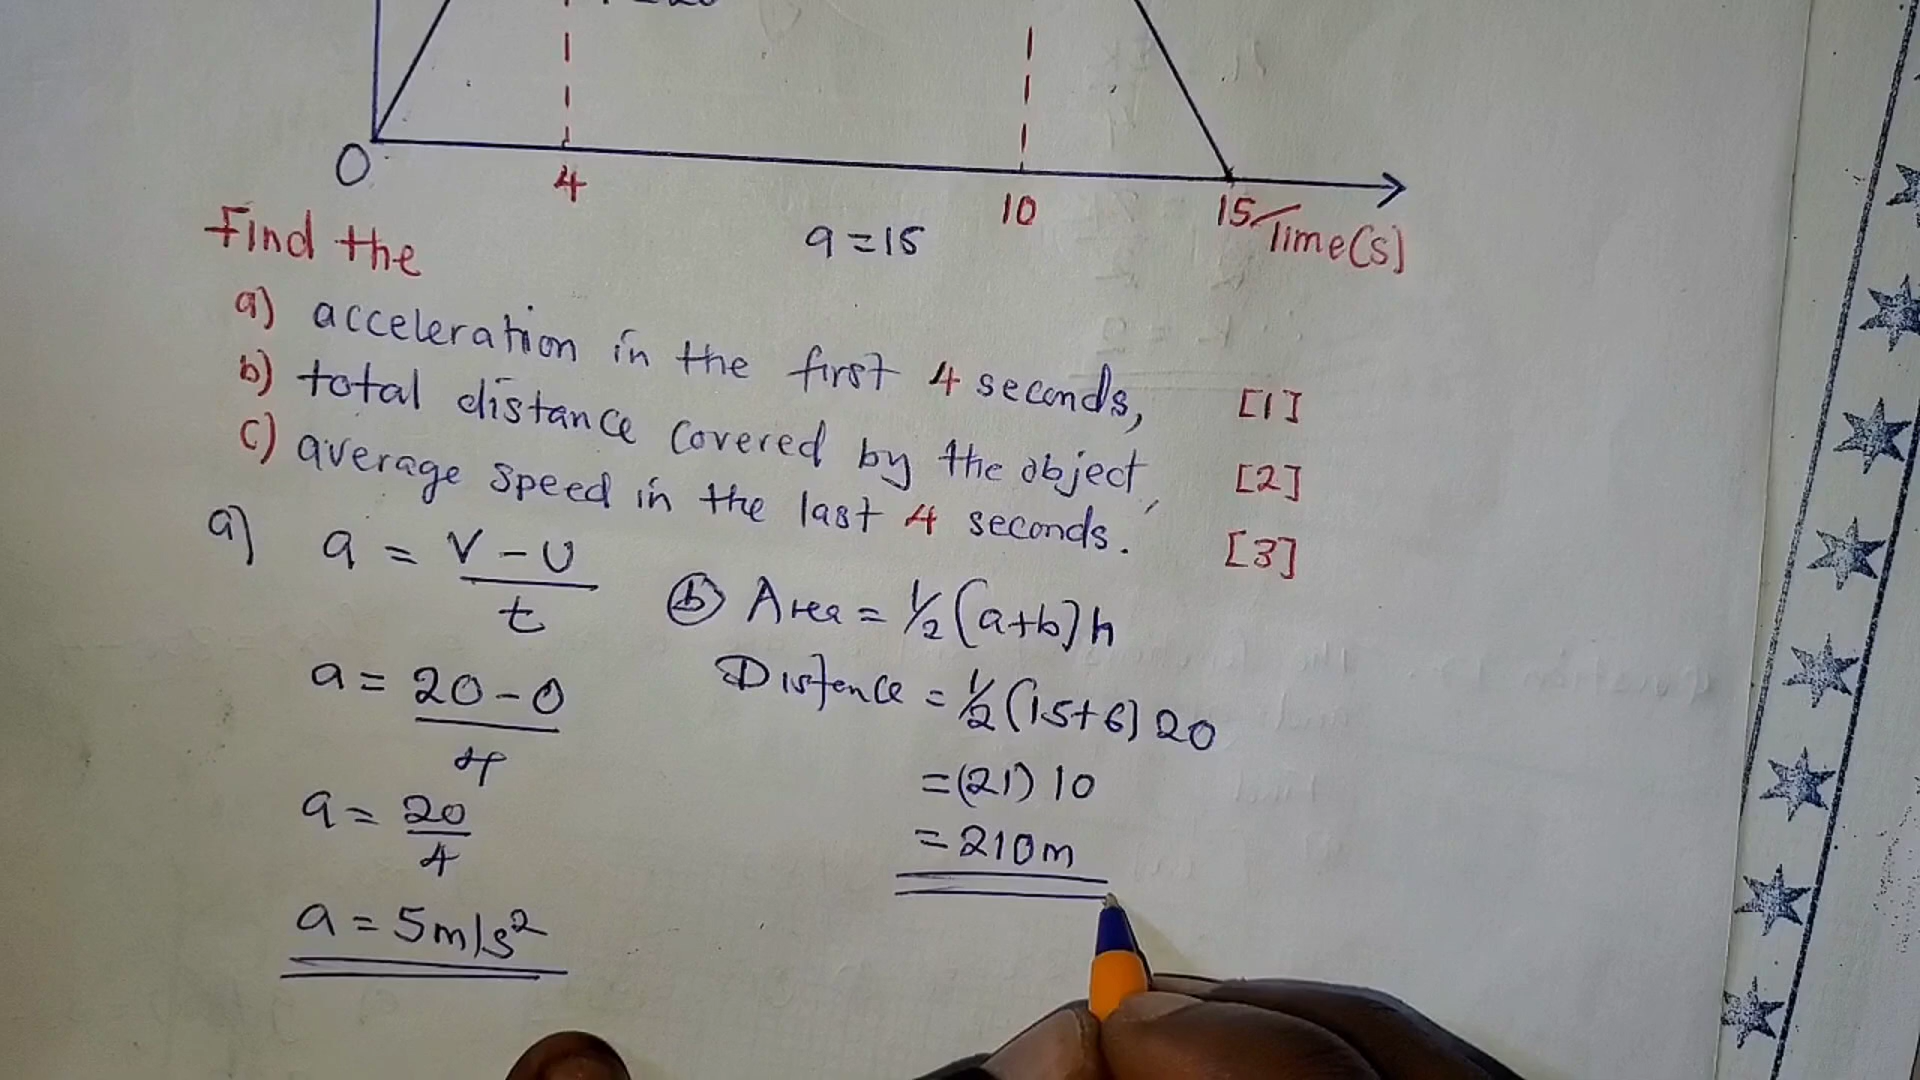 O
4
10
15
Time(s)
a=15
Find the
a) acceleration in the first 4 seconds, [1]
b) total distance covered by the object, [2]
c) average speed in the last 4 seconds. [3]
a) a = V-U
t
a = 20-0
4
a = 20
4
a = 5m/s²
b Area = ½(a+b)h
Distance = ½(15+6)20
=(21)10
=210m